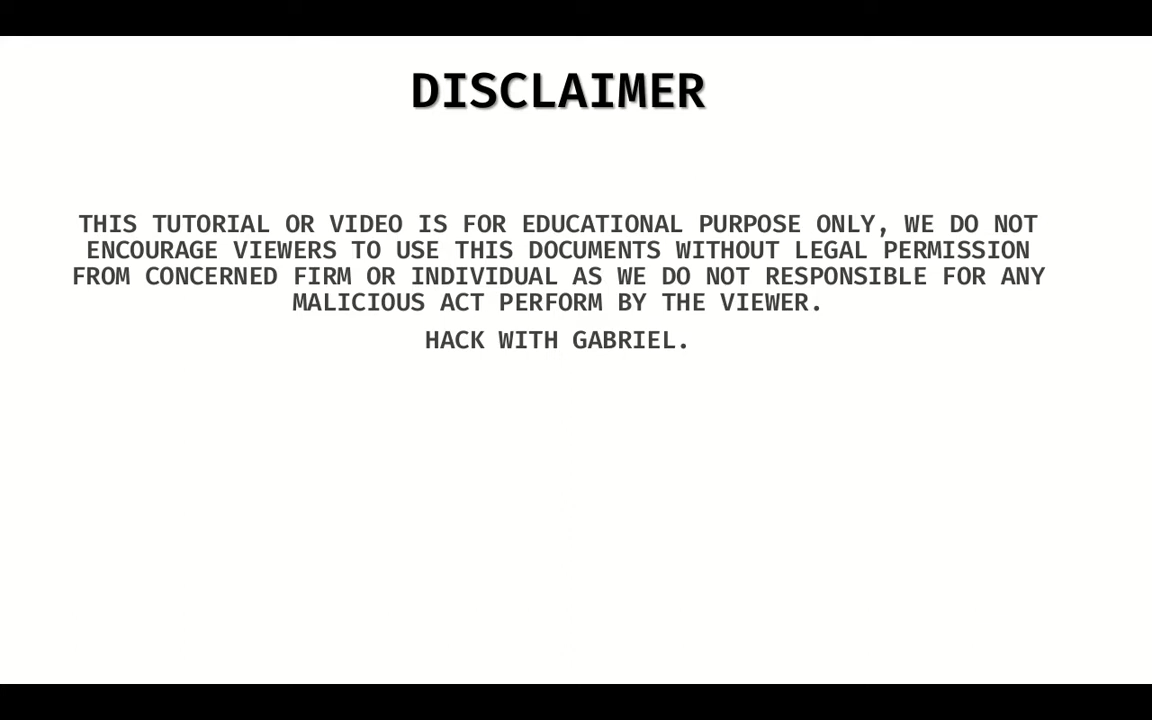 DISCLAIMER
THIS TUTORIAL OR VIDEO IS FOR EDUCATIONAL PURPOSE ONLY, WE DO NOT
ENCOURAGE VIEWERS TO USE THIS DOCUMENTS WITHOUT LEGAL PERMISSION
FROM CONCERNED FIRM OR INDIVIDUAL AS WE DO NOT RESPONSIBLE FOR ANY
MALICIOUS ACT PERFORM BY THE VIEWER.
HACK WITH GABRIEL.